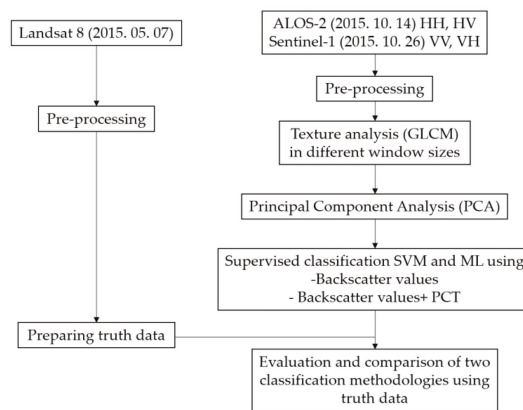 Landsat 8 (2015. 05. 07)
Pre-processing
Preparing truth data
ALOS-2 (2015. 10. 14) HH, HV
Sentinel-1 (2015. 10. 26) VV, VH
Pre-processing
Texture analysis (GLCM)
in different window sizes
Principal Component Analysis (PCA)
Supervised classification SVM and ML using
-Backscatter values
- Backscatter values+ PCT
Evaluation and comparison of two
classification methodologies using
truth data